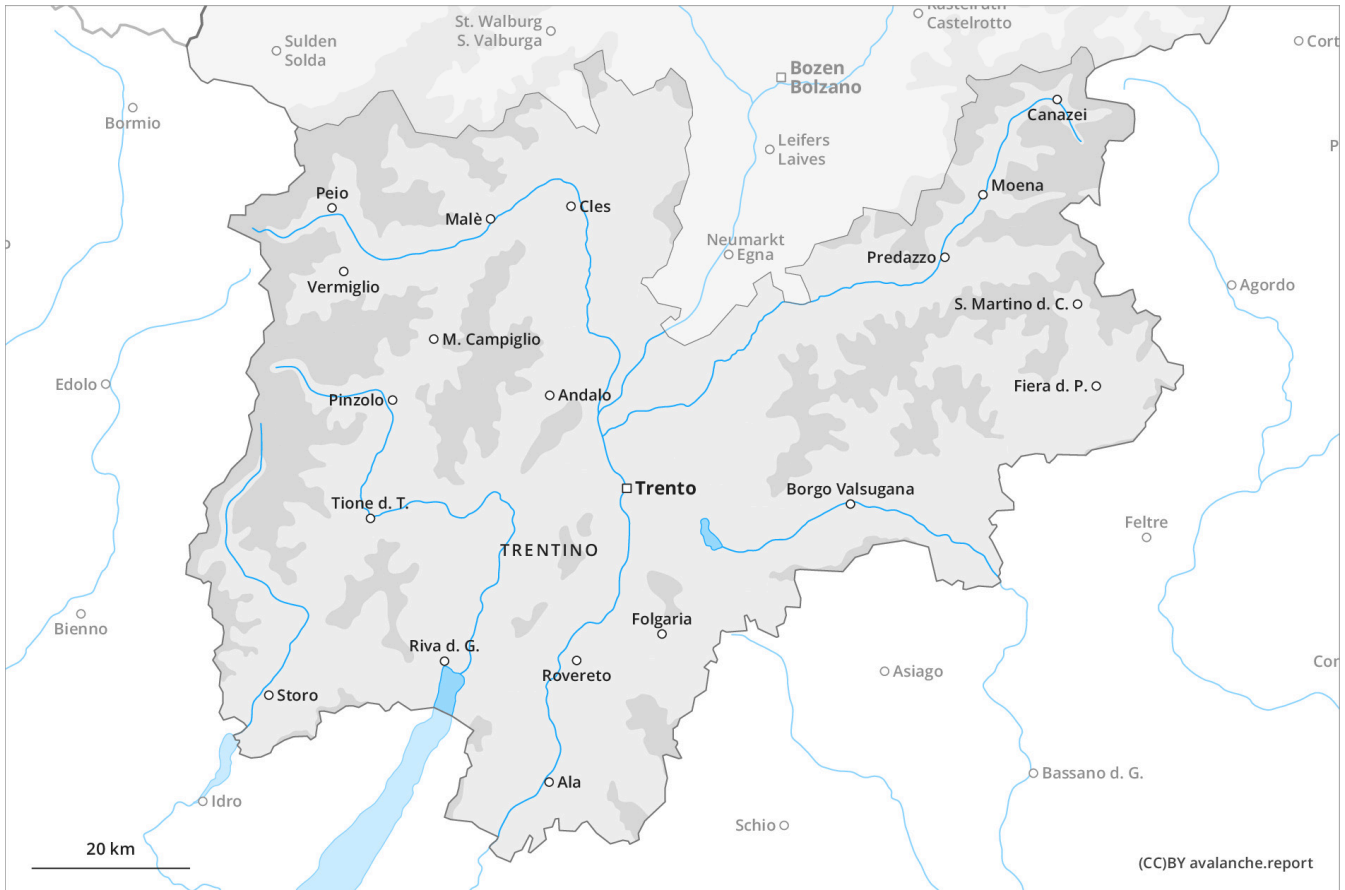 St. Walburg
S. Valburga
Kastelruth
Castelrotto
Sulden
Solda
Cort
Bozen
Bolzano
Bormio
Canazei
Leifers
Laives
P
Peio
Moena
Malè
Cles
Neumarkt
Egna
Predazzo
Vermiglio
Agordo
S. Martino d. C.
M. Campiglio
Edolo
Fiera d. P.
Pinzolo
Andalo
Trento
Borgo Valsugana
Tione d. T.
Feltre
TRENTINO
Bienno
Folgaria
Riva d. G.
Rovereto
Asiago
Cor
Storo
Bassano d. G.
Ala
Idro
Schio
20 km
(CC)BY avalanche.report